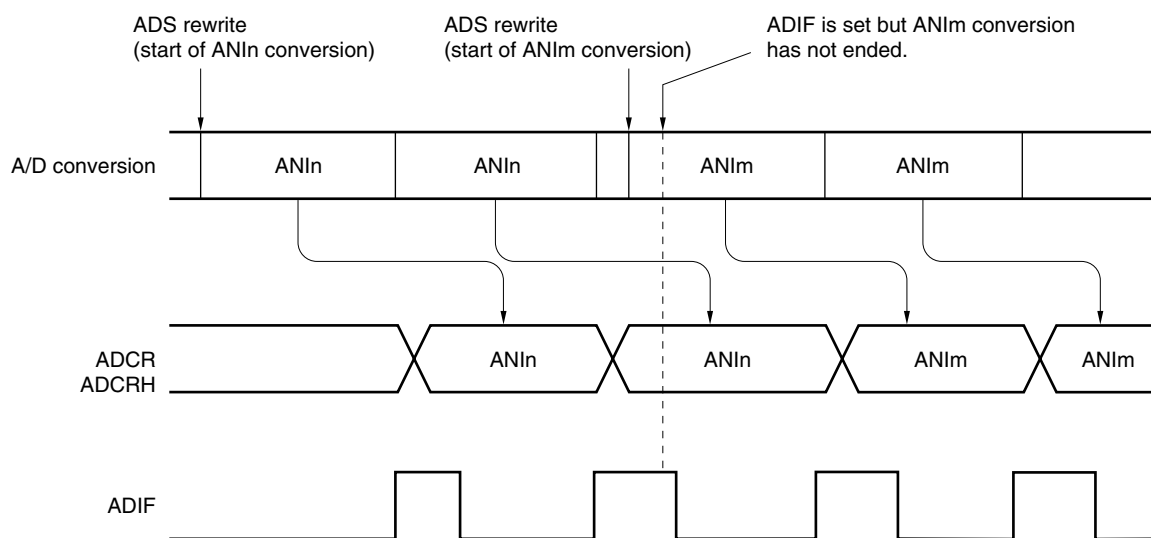 ADS rewrite
(start of ANIn conversion)
ADS rewrite
(start of ANIm conversion)
ADIF is set but ANIm conversion
has not ended.
A/D conversion
ANIn
ANIn
ANIm
ANIm
ADCR
ADCRH
ANIn
ANIn
ANIm
ANIm
ADIF